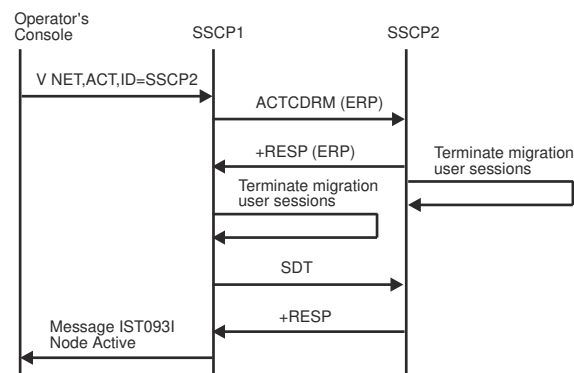 Operator's
Console
SSCP1
SSCP2
V NET,ACT,ID=SSCP2
ACTCDRM (ERP)
+RESP (ERP)
Terminate migration
user sessions
Terminate migration
user sessions
SDT
+RESP
Message IST093I
Node Active